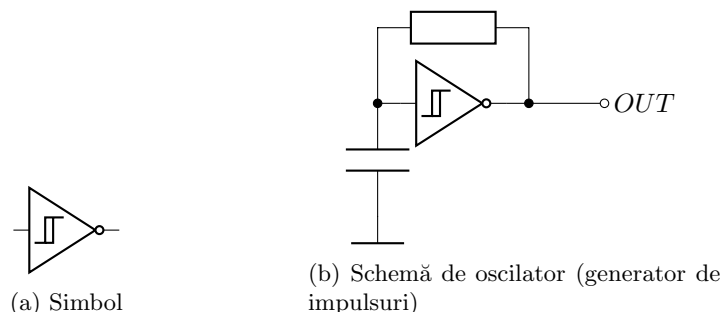 OUT
(a) Simbol
(b) Schemă de oscilator (generator de
impulsuri)